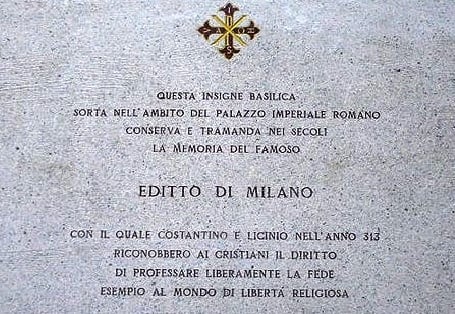 QUESTA INSIGNE BASILICA
SORTA NELL'AMBITO DEL PALAZZO IMPERIALE ROMANO
CONSERVA E TRAMANDA NEI SECOLI
LA MEMORIA DEL FAMOSO
EDITTO DI MILANO
CON IL QUALE COSTANTINO E LICINIO NELL'ANNO 313
RICONOBBERO AI CRISTIANI IL DIRITTO
DI PROFESSARE LIBERAMENTE LA FEDE
ESEMPIO AL MONDO DI LIBERTÀ RELIGIOSA